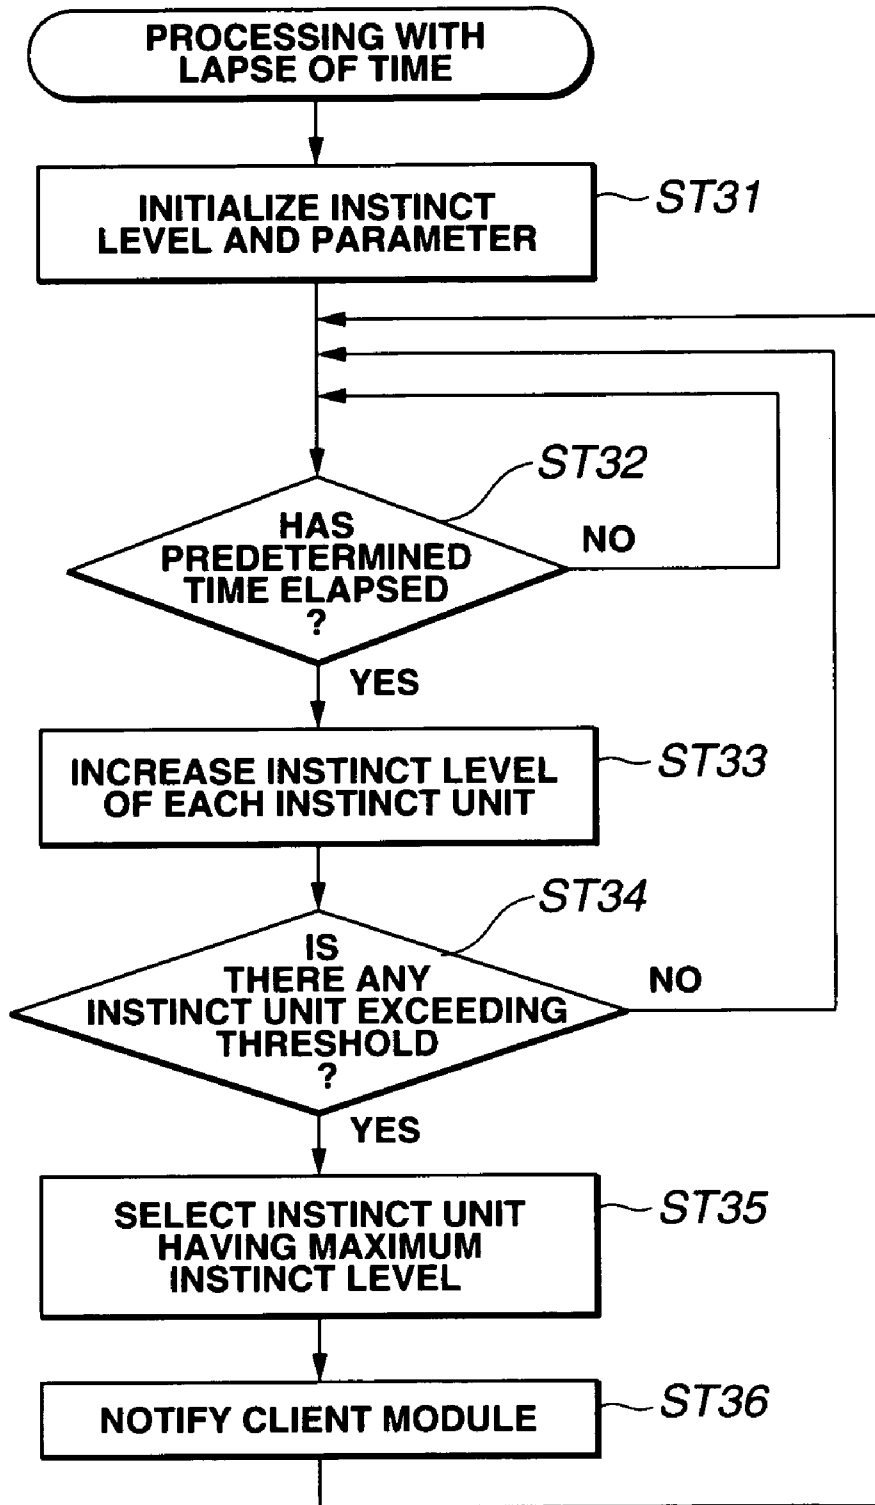 PROCESSING WITH
LAPSE OF TIME
INITIALIZE INSTINCT
LEVEL AND PARAMETER
ST31
ST32
HAS
PREDETERMINED
TIME ELAPSED
?
NO
YES
INCREASE INSTINCT LEVEL
OF EACH INSTINCT UNIT
ST33
ST34
IS
THERE ANY
INSTINCT UNIT EXCEEDING
THRESHOLD
?
NO
YES
SELECT INSTINCT UNIT
HAVING MAXIMUM
INSTINCT LEVEL
ST35
NOTIFY CLIENT MODULE
ST36